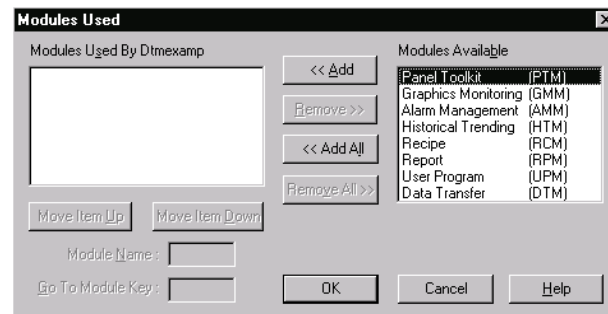 Modules Used
Modules Used By Dtmexamp
<< Add
Remove >>
<< Add All
Remove All >>
Modules Available
Panel Toolkit (PTM)
Graphics Monitoring (GMM)
Alarm Management (AMM)
Historical Trending (HTM)
Recipe (RCM)
Report (RPM)
User Program (UPM)
Data Transfer (DTM)
Move Item Up
Move Item Down
Module Name :
Go To Module Key :
OK
Cancel
Help